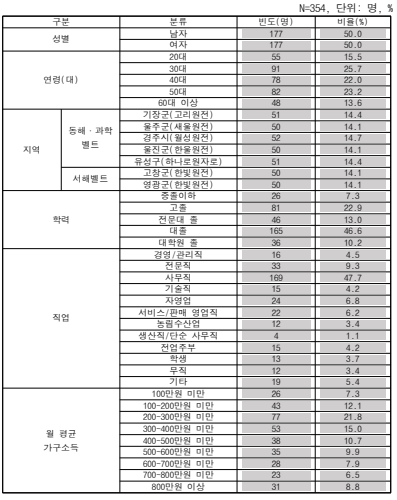 N=354, 단위: 명, %
구분 분류 빈도(명) 비율(%)
성별 남자 177 50.0
여자 177 50.0
연령(대) 20대 55 15.5
30대 91 25.7
40대 78 22.0
50대 82 23.2
60대 이상 48 13.6
지역 동해·과학 벨트 기장군(고리원전) 51 14.4
울주군(새울원전) 50 14.1
경주시(월성원전) 52 14.7
울진군(한울원전) 50 14.1
유성구(하나로원자로) 51 14.4
서해벨트 고창군(한빛원전) 50 14.1
영광군(한빛원전) 50 14.1
학력 중졸이하 26 7.3
고졸 81 22.9
전문대 졸 46 13.0
대졸 165 46.6
대학원 졸 36 10.2
직업 경영/관리직 16 4.5
전문직 33 9.3
사무직 169 47.7
기술직 15 4.2
자영업 24 6.8
서비스/판매 영업직 22 6.2
농림수산업 12 3.4
생산직/단순 사무직 4 1.1
전업주부 15 4.2
학생 13 3.7
무직 12 3.4
기타 19 5.4
월 평균 가구소득 100만원 미만 26 7.3
100-200만원 미만 43 12.1
200-300만원 미만 77 21.8
300-400만원 미만 53 15.0
400-500만원 미만 38 10.7
500-600만원 미만 35 9.9
600-700만원 미만 28 7.9
700-800만원 미만 23 6.5
800만원 이상 31 8.8